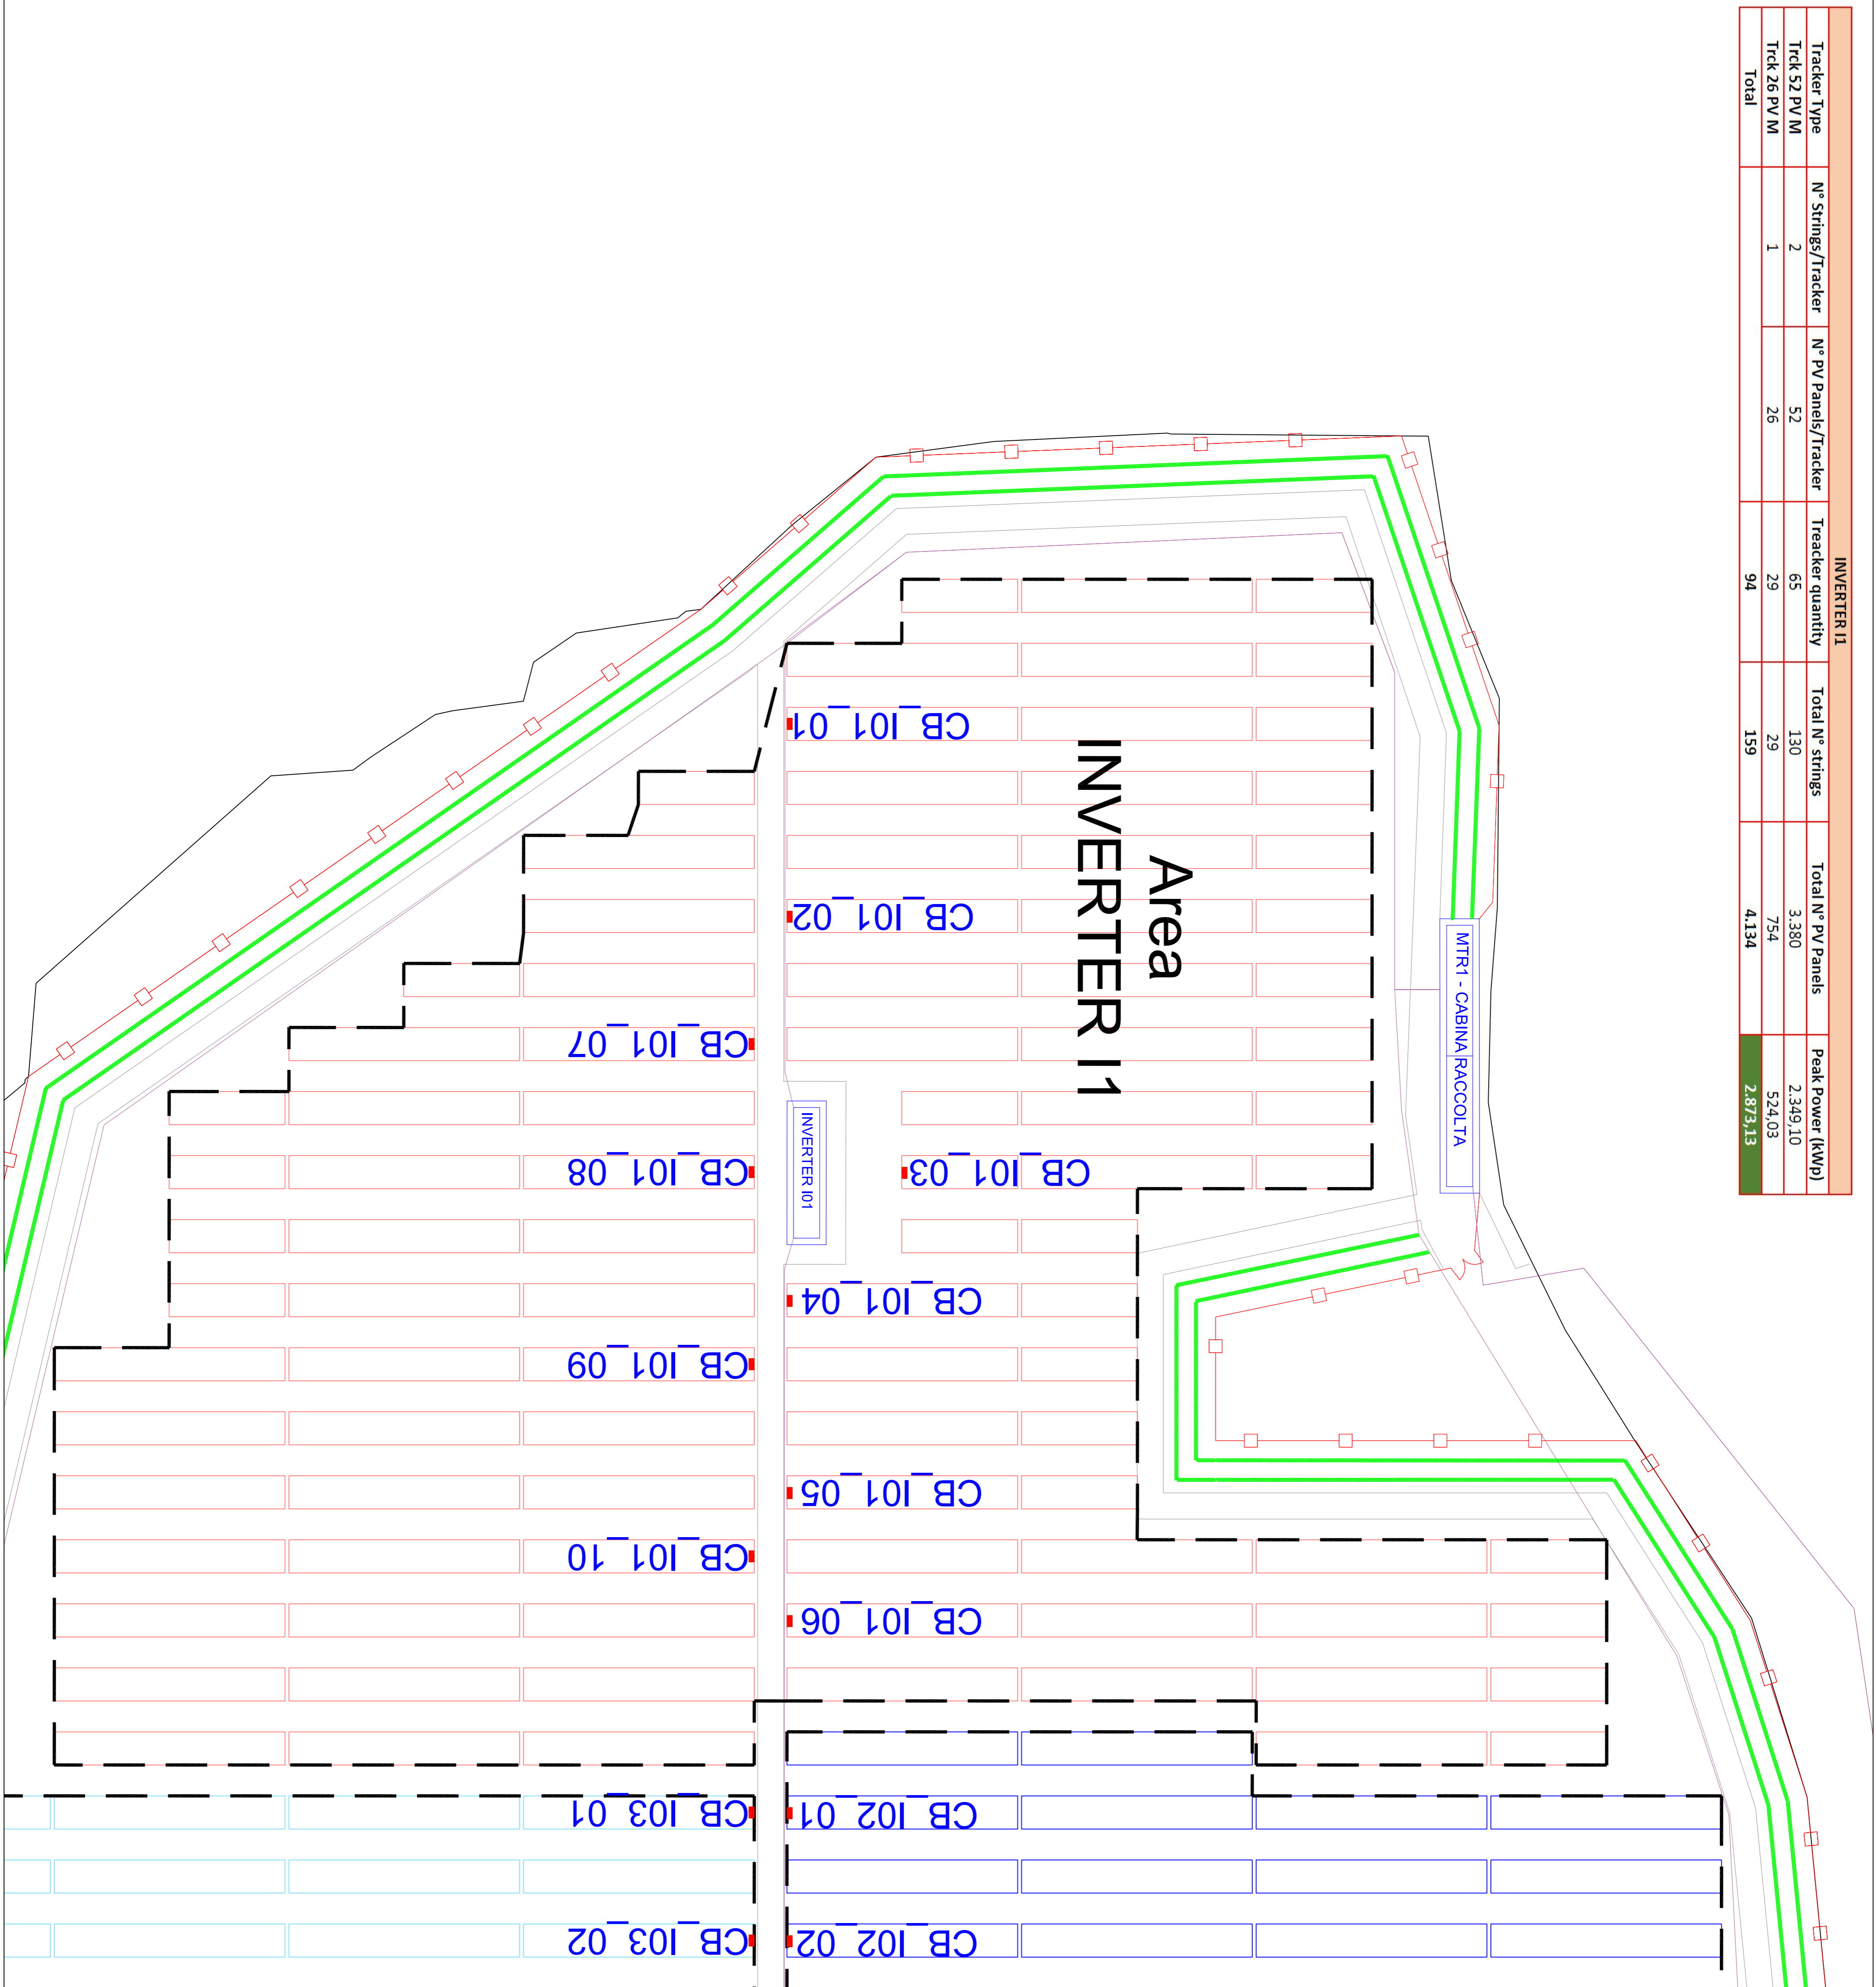 INVERTER I1
Tracker Type N° Strings/Tracker N° PV Panels/Tracker Treacker quantity Total N° strings Total N° PV Panels Peak Power (kWp)
Trck 52 PV M 2 52 65 130 3.380 2.349,10
Trck 26 PV M 1 26 29 29 754 524,03
Total 94 159 4.134 2.873,13
Area
INVERTER I1
MTR1 - CABINA RACCOLTA
INVERTER I01
CB_I01_01
CB_I01_02
CB_I01_03
CB_I01_04
CB_I01_05
CB_I01_06
CB_I01_07
CB_I01_08
CB_I01_09
CB_I01_10
CB_I02_01
CB_I02_02
CB_I03_01
CB_I03_02